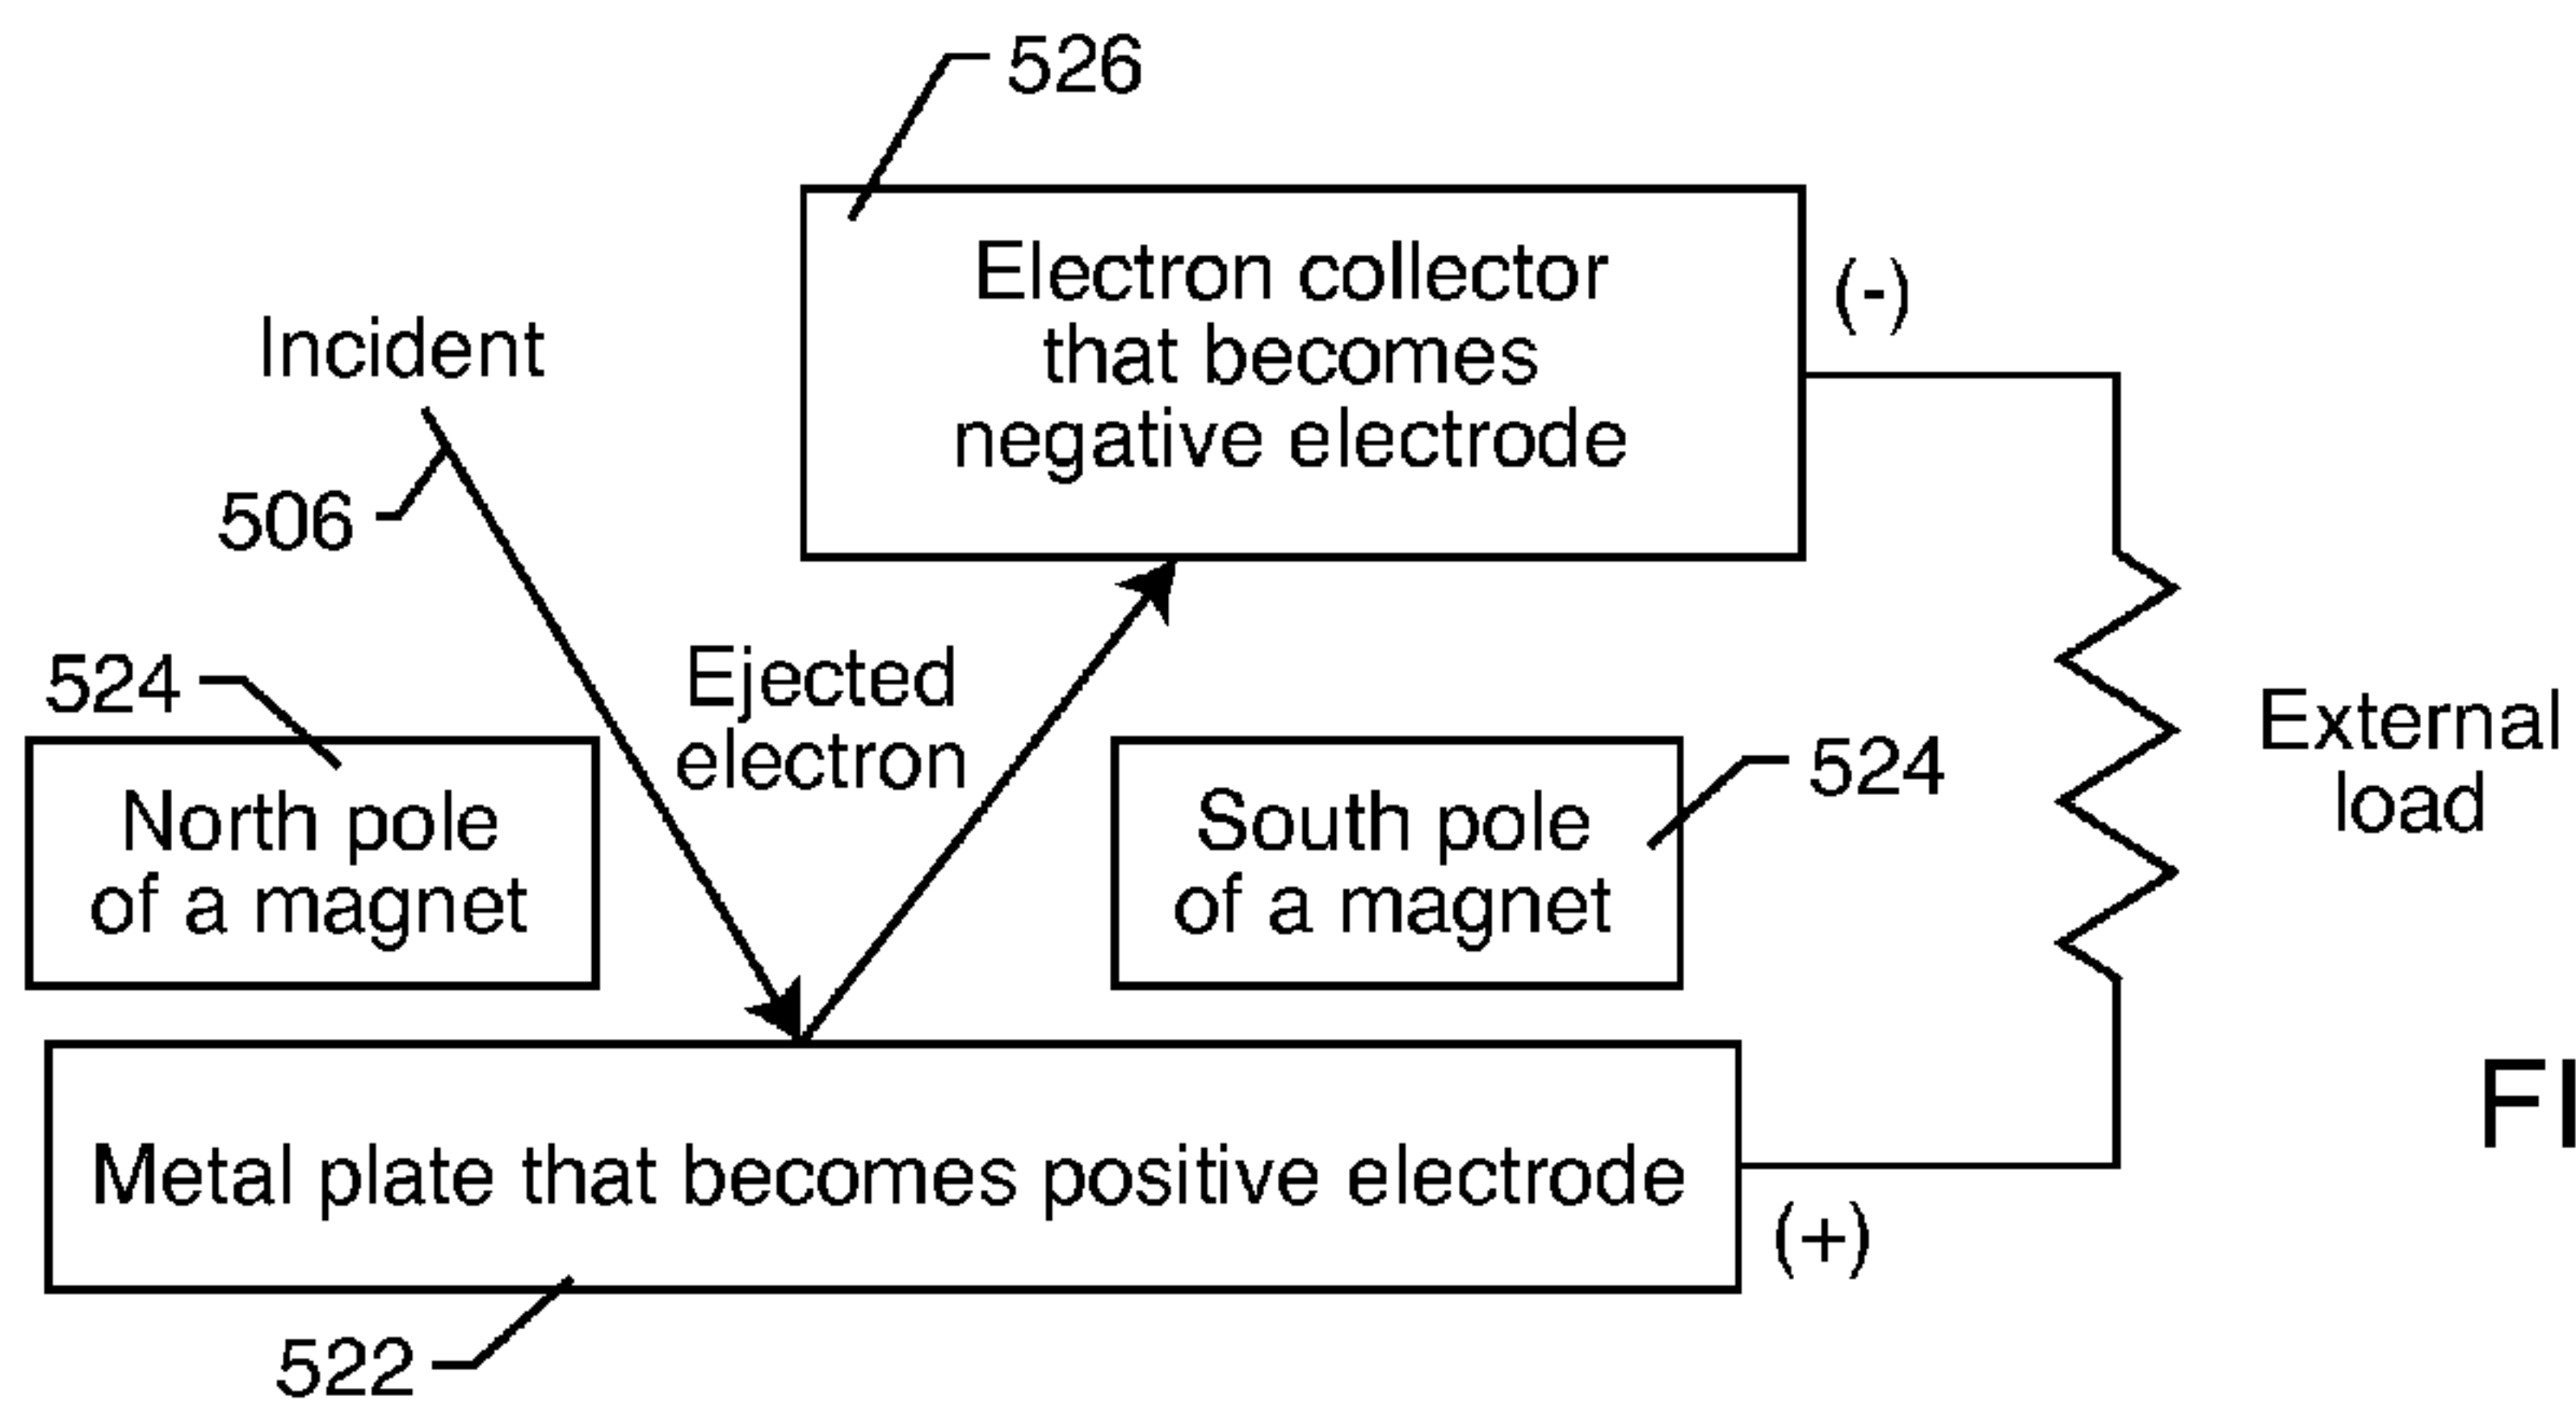 526
Electron collector
that becomes
negative electrode
(-)
Incident
506
Ejected
electron
524
North pole
of a magnet
South pole
of a magnet
524
External
load
Metal plate that becomes positive electrode
(+)
522
FI